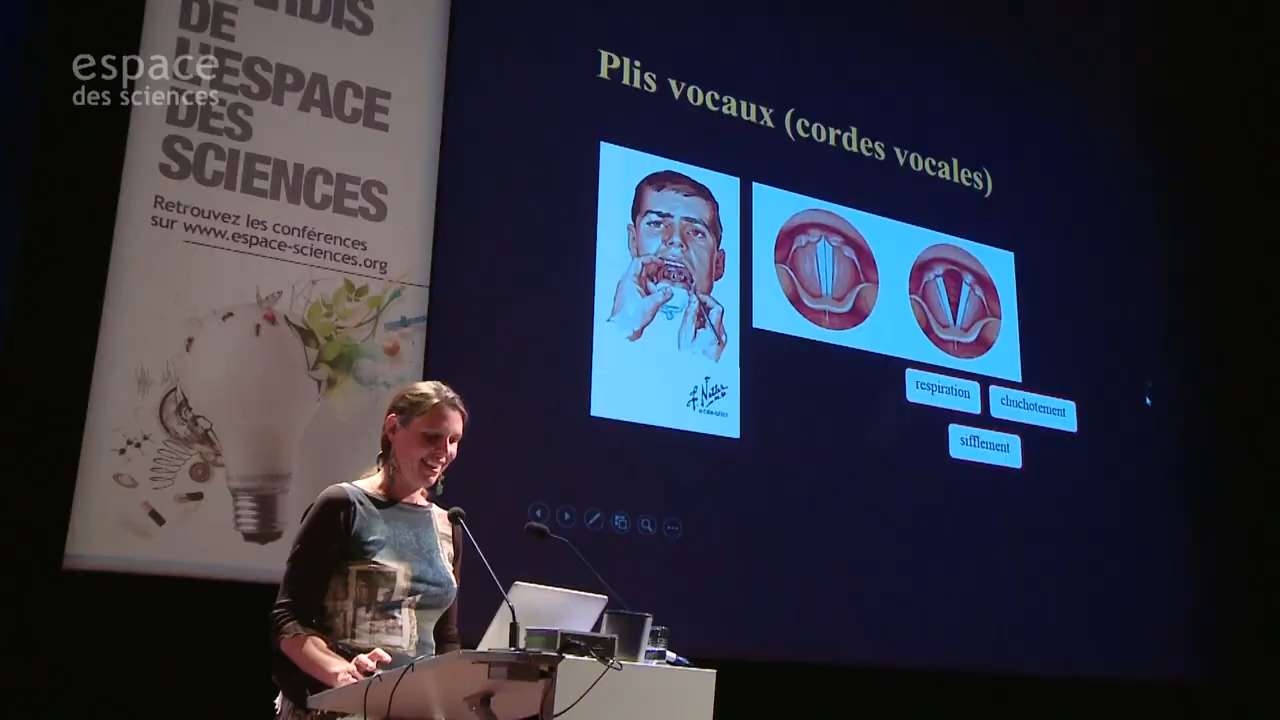 espace
des sciences
DE
L'ESPACE
DES
SCIENCES
Retrouvez les conférences
sur www.espace-sciences.org
Plis vocaux (cordes vocales)
respiration
chuchotement
sifflement